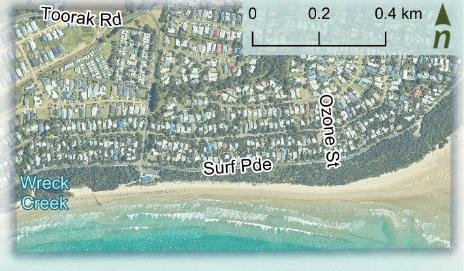 Toorak Rd
0 0.2 0.4 km
n
Ozone St
Surf Pde
Wreck
Creek